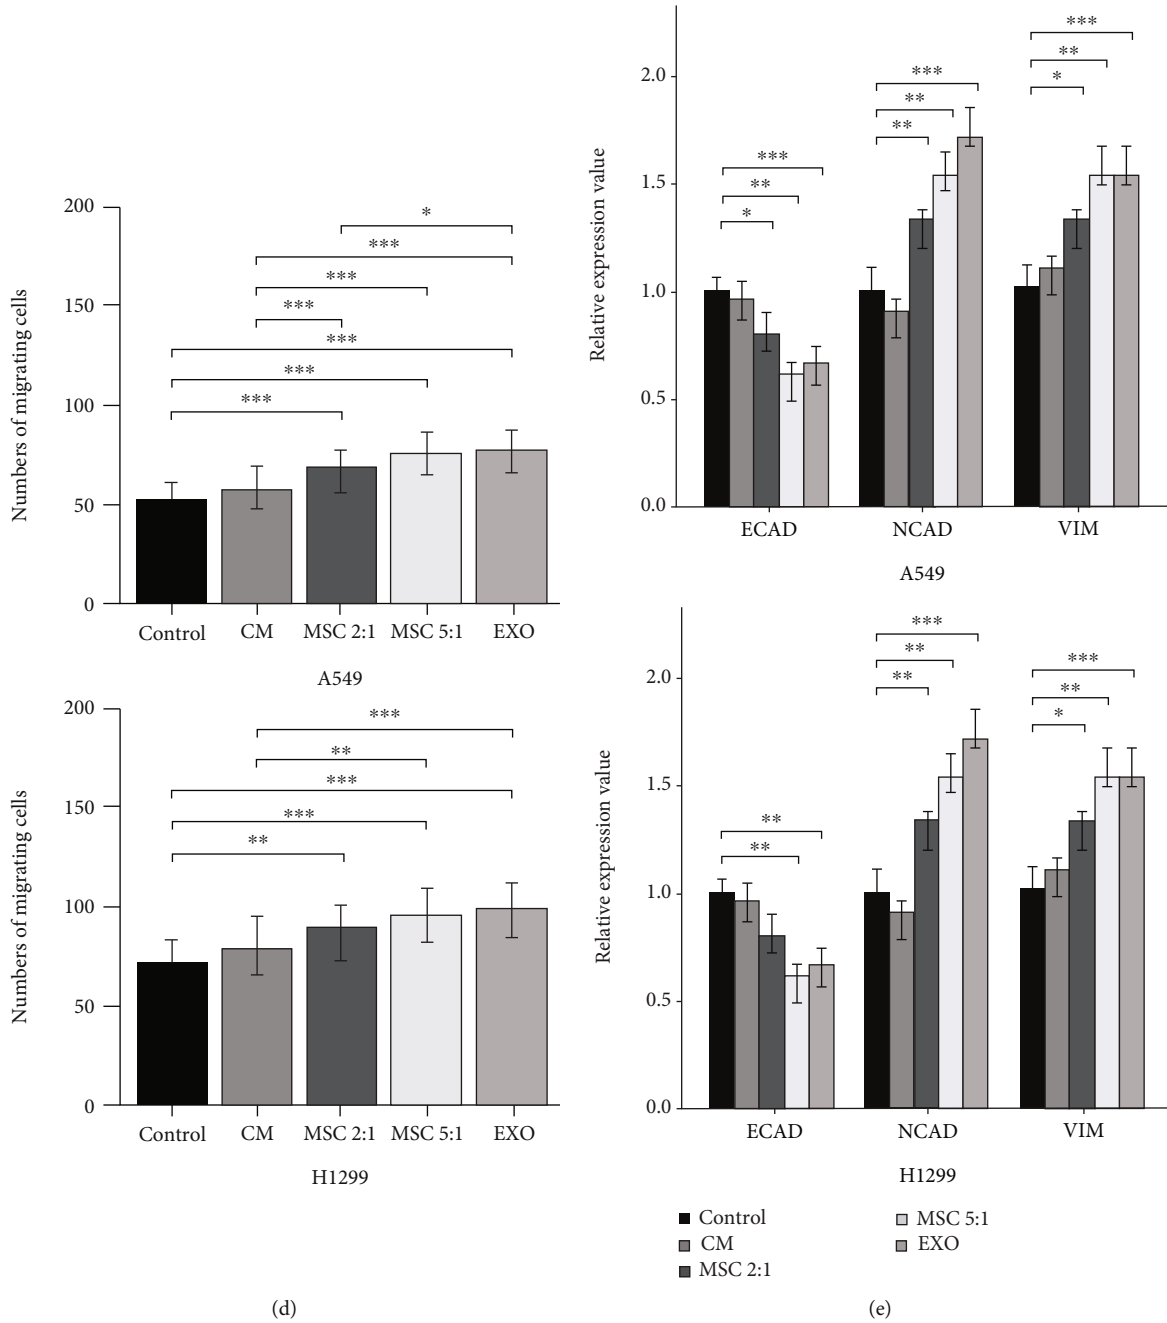 Numbers of migrating cells
200
150
100
50
0
*
***
***
***
***
***
***
Control CM MSC 2:1 MSC 5:1 EXO
A549
Numbers of migrating cells
200
150
100
50
0
***
**
***
***
**
Control CM MSC 2:1 MSC 5:1 EXO
H1299
(d)
Relative expression value
2.0
1.5
1.0
0.5
0.0
***
**
*
***
**
**
***
**
*
ECAD NCAD VIM
A549
Relative expression value
2.0
1.5
1.0
0.5
0.0
**
**
***
**
**
***
**
*
ECAD NCAD VIM
H1299
Control
CM
MSC 2:1
MSC 5:1
EXO
(e)